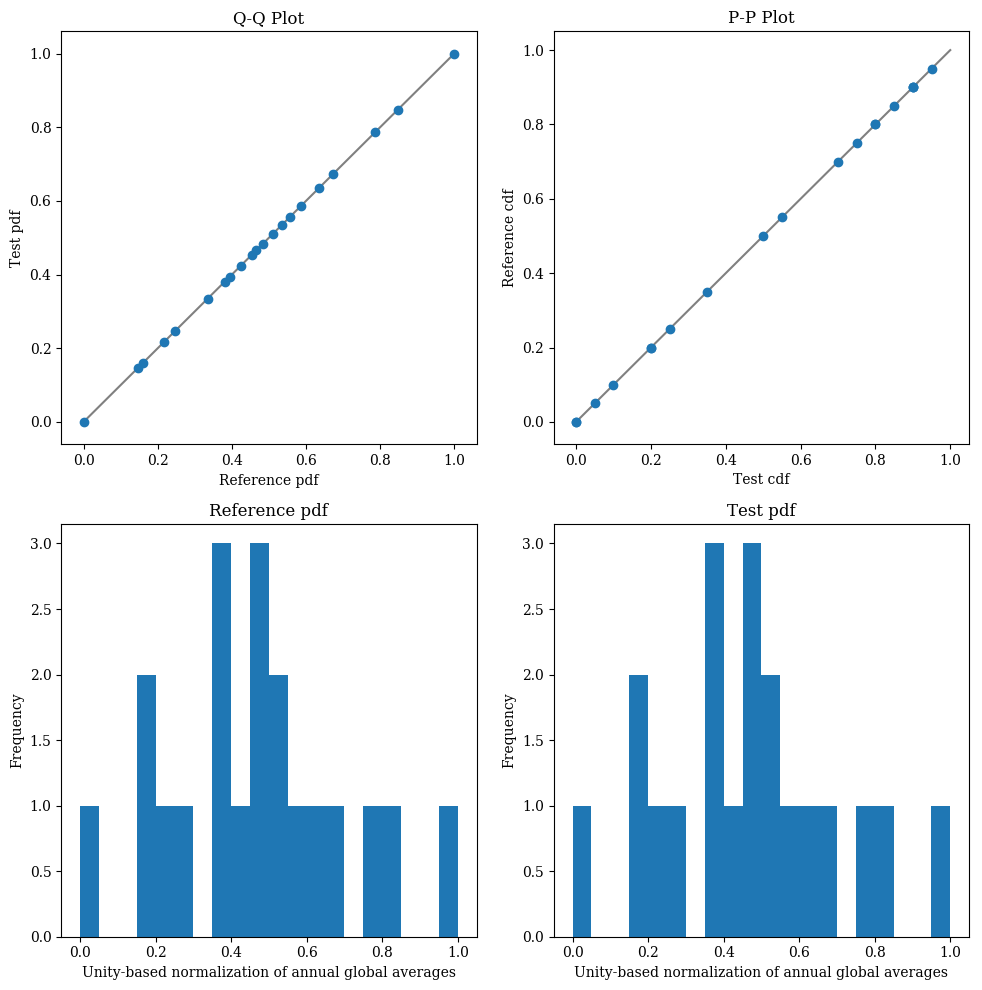 Q-Q Plot
1.0
0.8
0.6
0.4
0.2
0.0
Test pdf
0.0 0.2 0.4 0.6 0.8 1.0
Reference pdf
P-P Plot
1.0
0.8
0.6
0.4
0.2
0.0
Reference cdf
0.0 0.2 0.4 0.6 0.8 1.0
Test cdf
Reference pdf
3.0
2.5
2.0
1.5
1.0
0.5
0.0
Frequency
0.0 0.2 0.4 0.6 0.8 1.0
Unity-based normalization of annual global averages
Test pdf
3.0
2.5
2.0
1.5
1.0
0.5
0.0
Frequency
0.0 0.2 0.4 0.6 0.8 1.0
Unity-based normalization of annual global averages